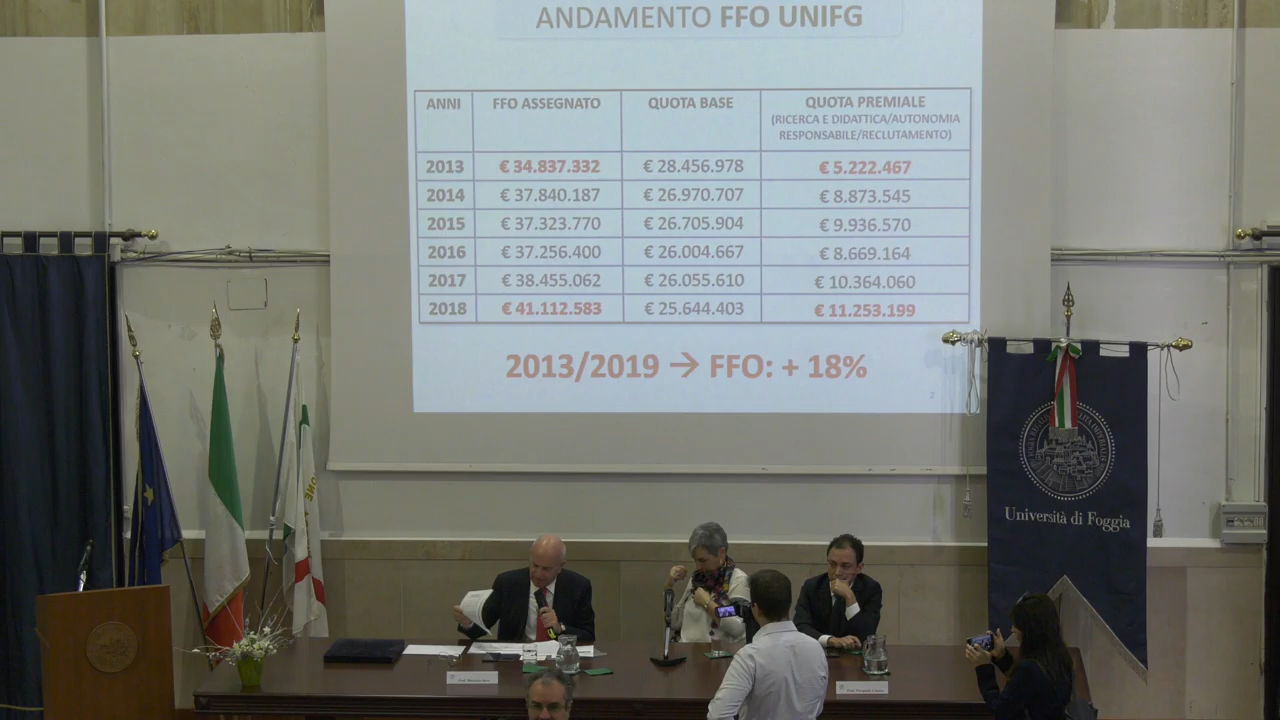 ANDAMENTO FFO UNIFG
ANNI FFO ASSEGNATO QUOTA BASE QUOTA PREMIALE
(RICERCA E DIDATTICA/AUTONOMIA
RESPONSABILE/RECLUTAMENTO)
2013 € 34.837.332 € 28.456.978 € 5.222.467
2014 € 37.840.187 € 26.970.707 € 8.873.545
2015 € 37.323.770 € 26.705.904 € 9.936.570
2016 € 37.256.400 € 26.004.667 € 8.669.164
2017 € 38.455.062 € 26.055.610 € 10.364.060
2018 € 41.112.583 € 25.644.403 € 11.253.199
2013/2019 → FFO: + 18%
2
Università di Foggia